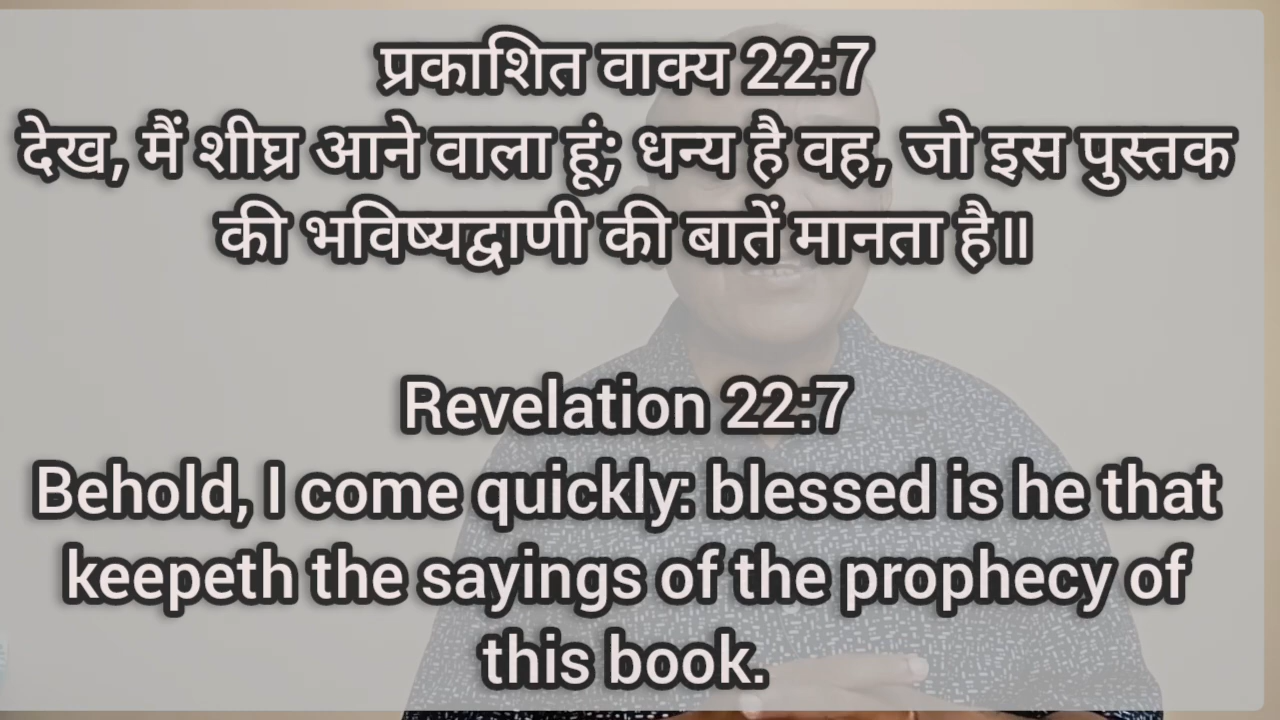 प्रकाशित वाक्य 22:7
देख, मैं शीघ्र आने वाला हूं; धन्य है वह, जो इस पुस्तक
की भविष्यद्वाणी की बातें मानता है॥
Revelation 22:7
Behold, I come quickly: blessed is he that
keepeth the sayings of the prophecy of
this book.